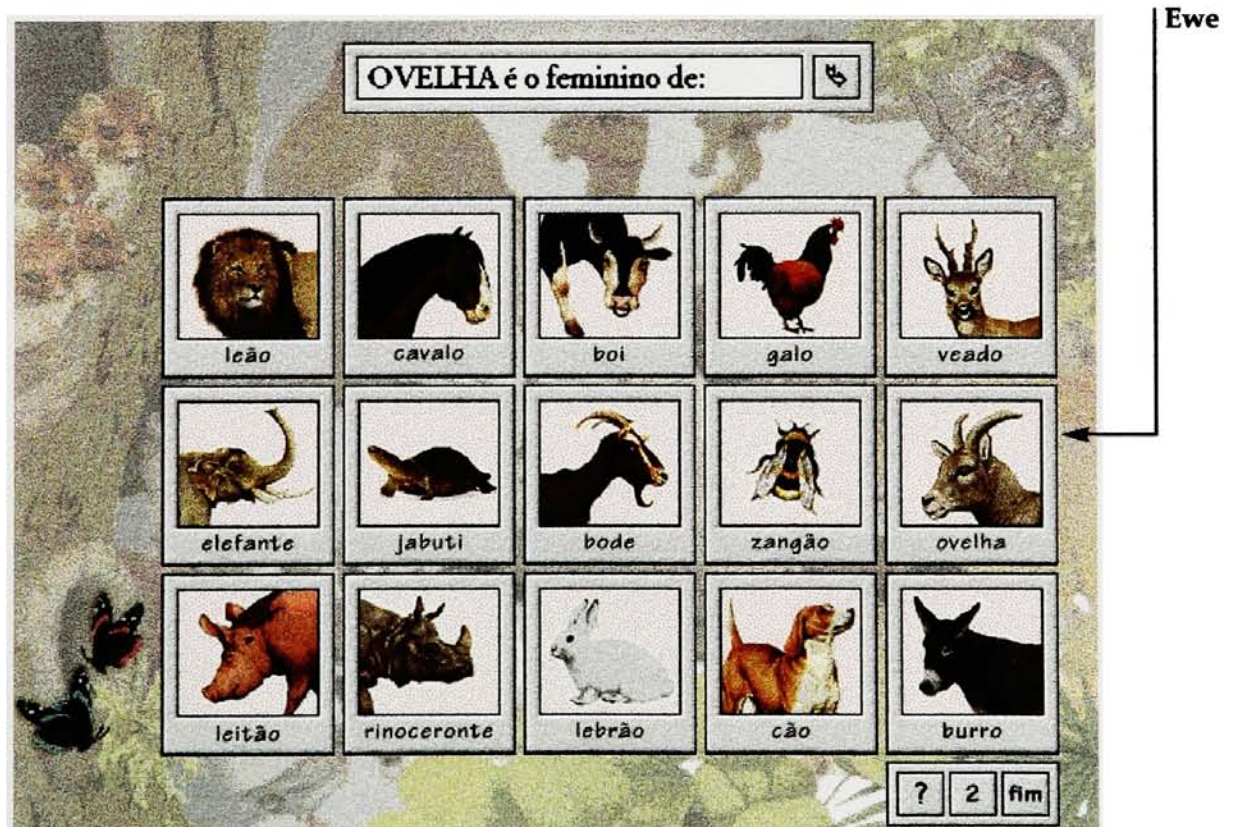 Ewe
OVELHA é o feminino de:
leão
cavalo
boi
galo
veado
elefante
jabuti
bode
zangão
ovelha
leitão
rinoceronte
lebrão
cão
burro
? 2 fim